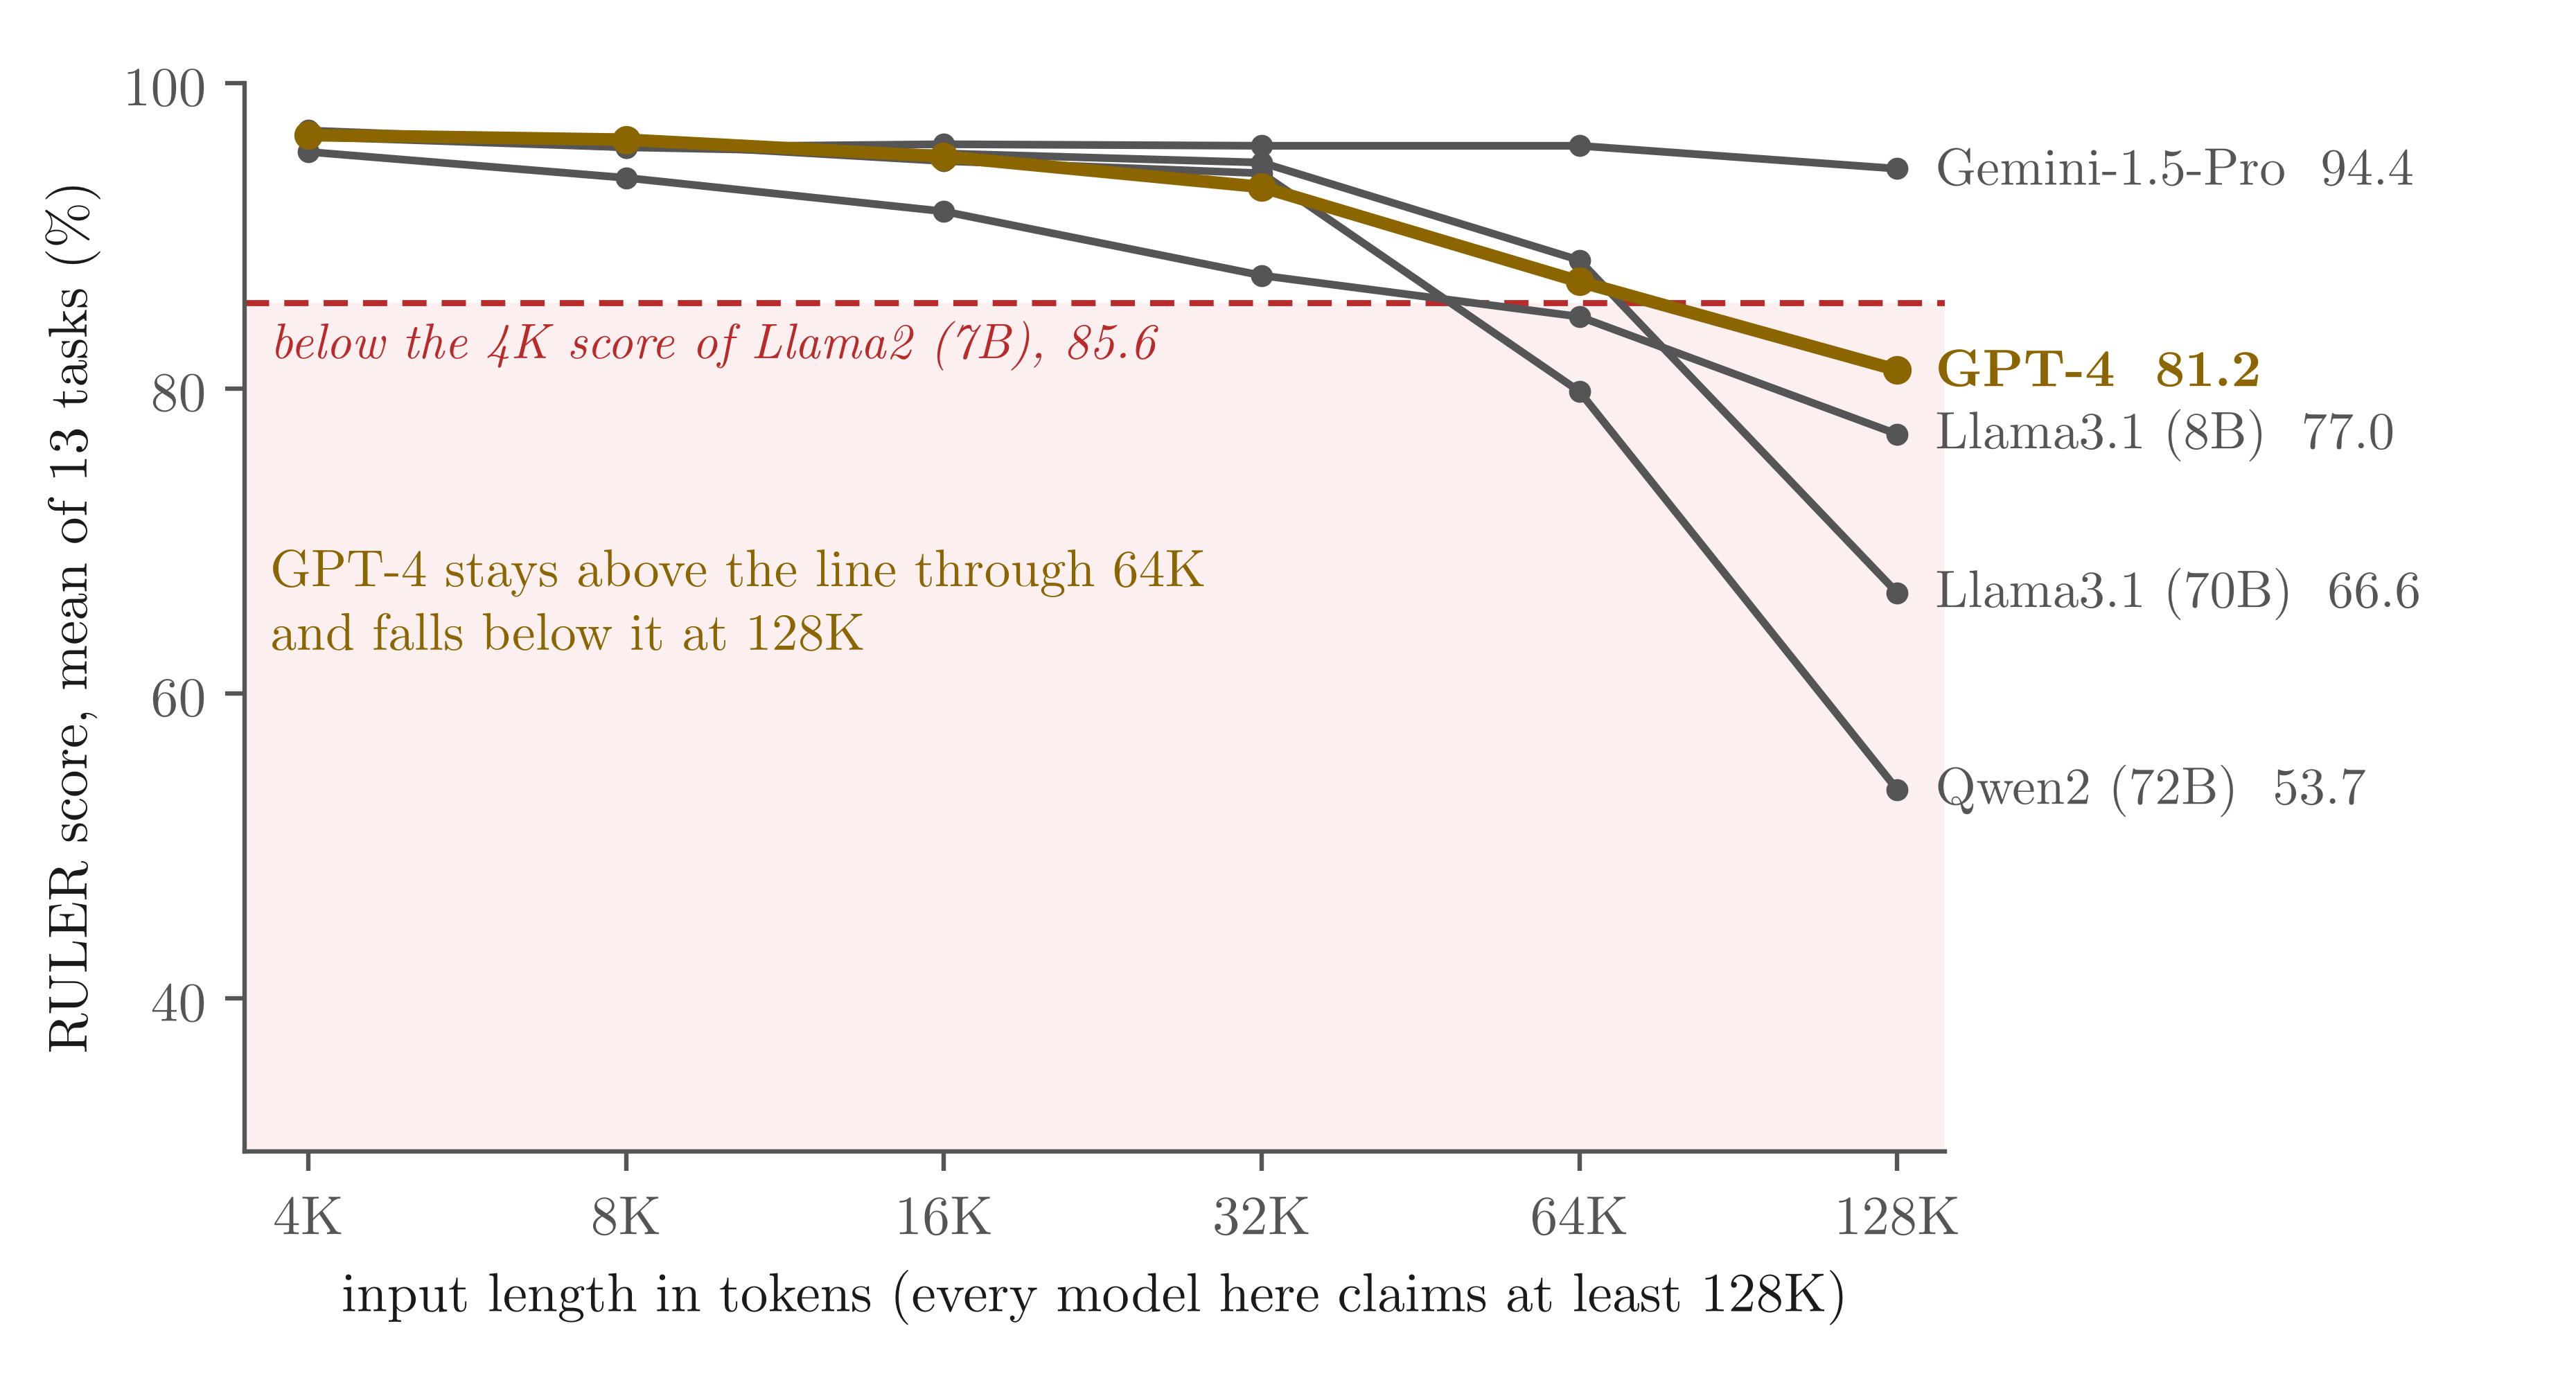 RULER score, mean of 13 tasks (%)
100
80
60
40
below the 4K score of Llama2 (7B), 85.6
GPT-4 stays above the line through 64K
and falls below it at 128K
Gemini-1.5-Pro 94.4
GPT-4 81.2
Llama3.1 (8B) 77.0
Llama3.1 (70B) 66.6
Qwen2 (72B) 53.7
4K 8K 16K 32K 64K 128K
input length in tokens (every model here claims at least 128K)